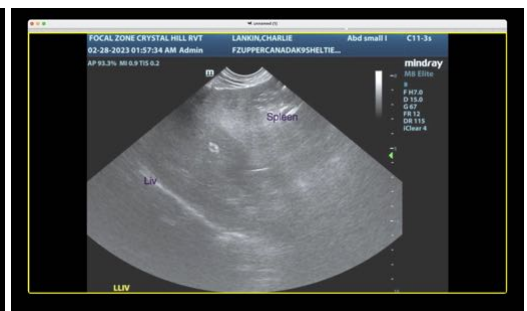 unnamed (1)
FOCAL ZONE CRYSTAL HILL RVT LANKIN,CHARLIE Abd small I C11-3s
02-28-2023 01:57:34 AM Admin FZUPPERCANADAK9SHELTIE...
AP 93.3% MI 0.9 TIS 0.2
mindray
M8 Elite
m
B
F H7.0
D 15.0
G 67
FR 12
DR 115
iClear 4
Spleen
Liv
LLIV